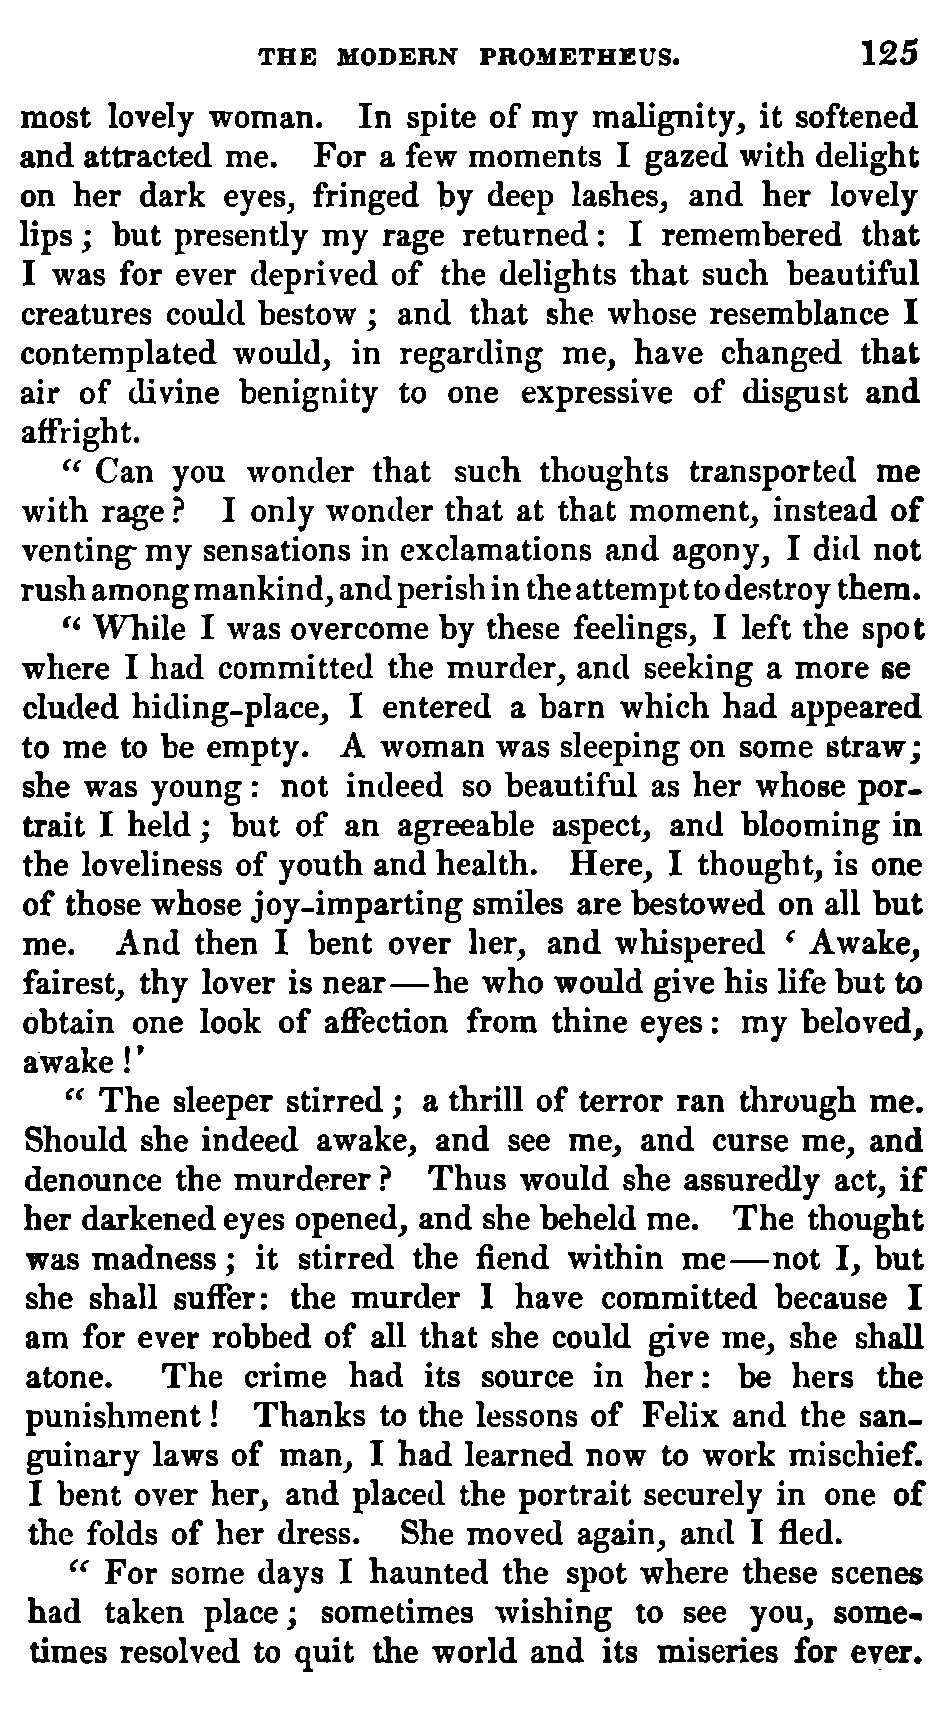 THE MODERN PROMETHEUS. 125
most lovely woman. In spite of my malignity, it softened
and attracted me. For a few moments I gazed with delight
on her dark eyes, fringed by deep lashes, and her lovely
lips; but presently my rage returned: I remembered that
I was for ever deprived of the delights that such beautiful
creatures could bestow; and that she whose resemblance I
contemplated would, in regarding me, have changed that
air of divine benignity to one expressive of disgust and
affright.
“ Can you wonder that such thoughts transported me
with rage? I only wonder that at that moment, instead of
venting my sensations in exclamations and agony, I did not
rush among mankind, and perish in the attempt to destroy them.
“ While I was overcome by these feelings, I left the spot
where I had committed the murder, and seeking a more se
cluded hiding-place, I entered a barn which had appeared
to me to be empty. A woman was sleeping on some straw;
she was young: not indeed so beautiful as her whose por-
trait I held; but of an agreeable aspect, and blooming in
the loveliness of youth and health. Here, I thought, is one
of those whose joy-imparting smiles are bestowed on all but
me. And then I bent over her, and whispered ‘ Awake,
fairest, thy lover is near—he who would give his life but to
obtain one look of affection from thine eyes: my beloved,
awake!’
“ The sleeper stirred; a thrill of terror ran through me.
Should she indeed awake, and see me, and curse me, and
denounce the murderer? Thus would she assuredly act, if
her darkened eyes opened, and she beheld me. The thought
was madness; it stirred the fiend within me—not I, but
she shall suffer: the murder I have committed because I
am for ever robbed of all that she could give me, she shall
atone. The crime had its source in her: be hers the
punishment! Thanks to the lessons of Felix and the san-
guinary laws of man, I had learned now to work mischief.
I bent over her, and placed the portrait securely in one of
the folds of her dress. She moved again, and I fled.
“ For some days I haunted the spot where these scenes
had taken place; sometimes wishing to see you, some-
times resolved to quit the world and its miseries for ever.